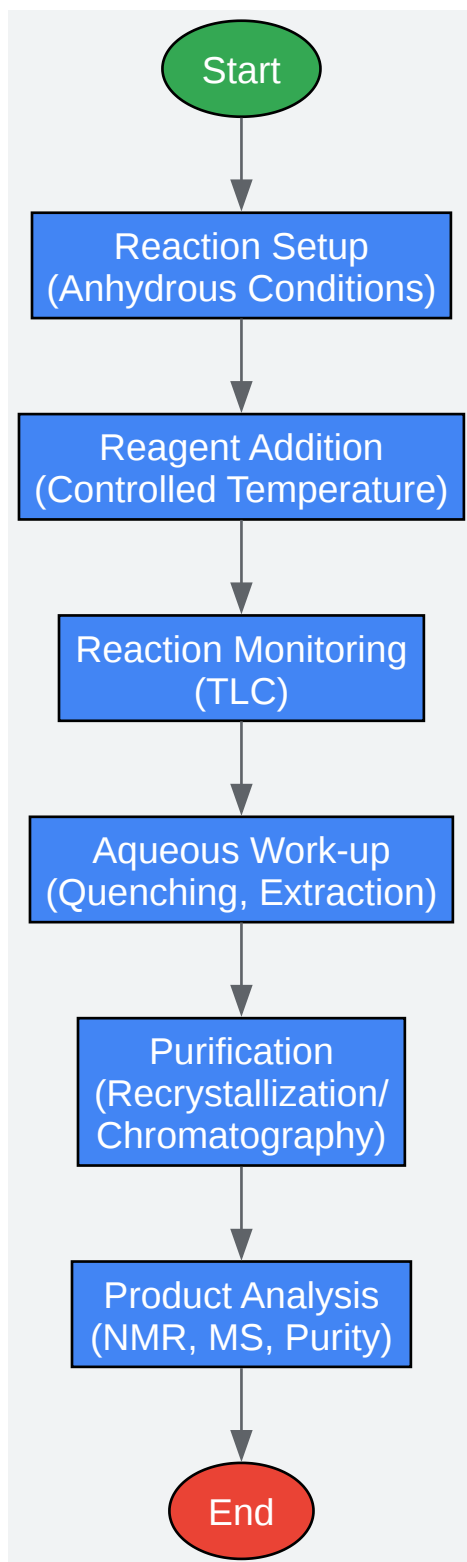 Start
Reaction Setup
(Anhydrous Conditions)
Reagent Addition
(Controlled Temperature)
Reaction Monitoring
(TLC)
Aqueous Work-up
(Quenching, Extraction)
Purification
(Recrystallization/
Chromatography)
Product Analysis
(NMR, MS, Purity)
End